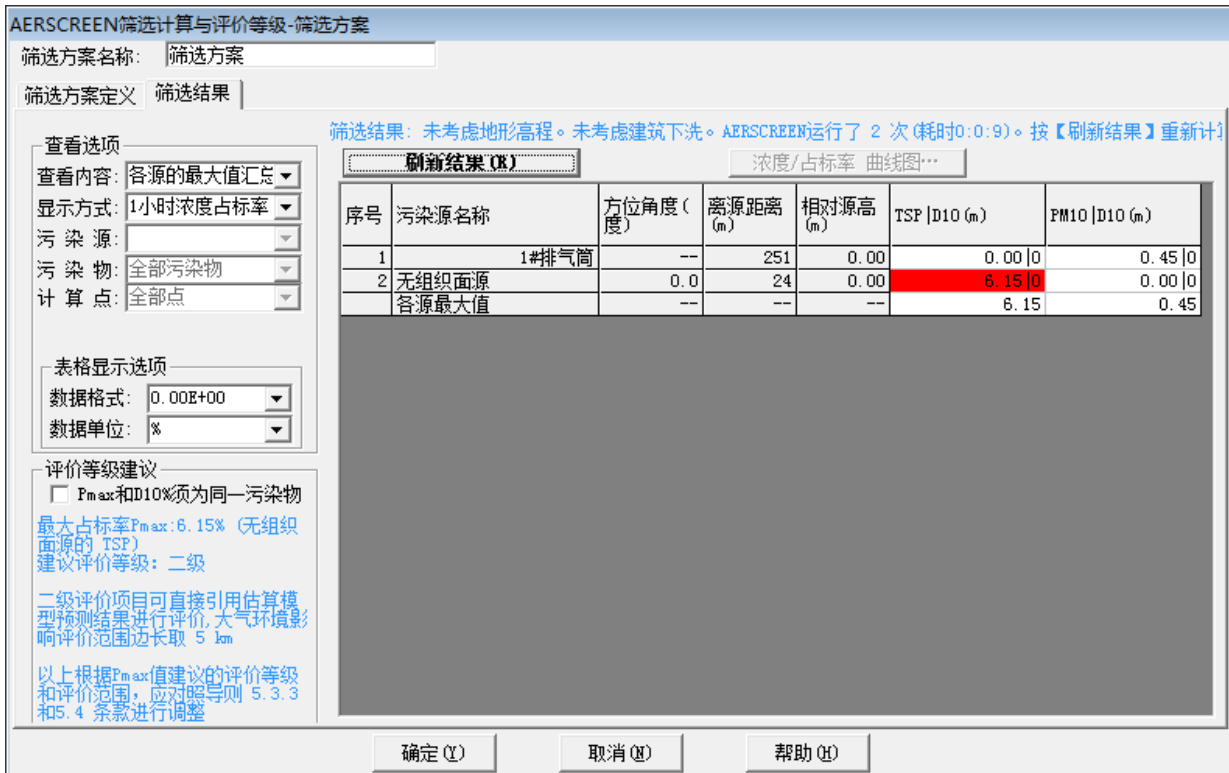 AERSCREEN筛选计算与评价等级-筛选方案
筛选方案名称: 筛选方案
筛选方案定义 筛选结果
筛选结果: 未考虑地形高程。未考虑建筑下洗。AERSCREEN运行了 2 次(耗时0:0:9)。按【刷新结果】重新计
刷新结果(R) 浓度/占标率 曲线图…
查看选项
查看内容: 各源的最大值汇总
显示方式: 1小时浓度占标率
污 染 源:
污 染 物: 全部污染物
计 算 点: 全部点
表格显示选项
数据格式: 0.00E+00
数据单位: %
评价等级建议
Pmax和D10%须为同一污染物
最大占标率Pmax:6.15% (无组织
面源的 TSP)
建议评价等级: 二级
二级评价项目可直接引用估算模
型预测结果进行评价,大气环境影
响评价范围边长取 5 km
以上根据Pmax值建议的评价等级
和评价范围,应对照导则 5.3.3
和5.4 条款进行调整
序号 污染源名称 方位角度(度) 离源距离(m) 相对源高(m) TSP|D10(m) PM10|D10(m)
1 1#排气筒 -- 251 0.00 0.00|0 0.45|0
2 无组织面源 0.0 24 0.00 6.15|0 0.00|0
各源最大值 -- -- -- 6.15 0.45
确定(Y) 取消(N) 帮助(H)